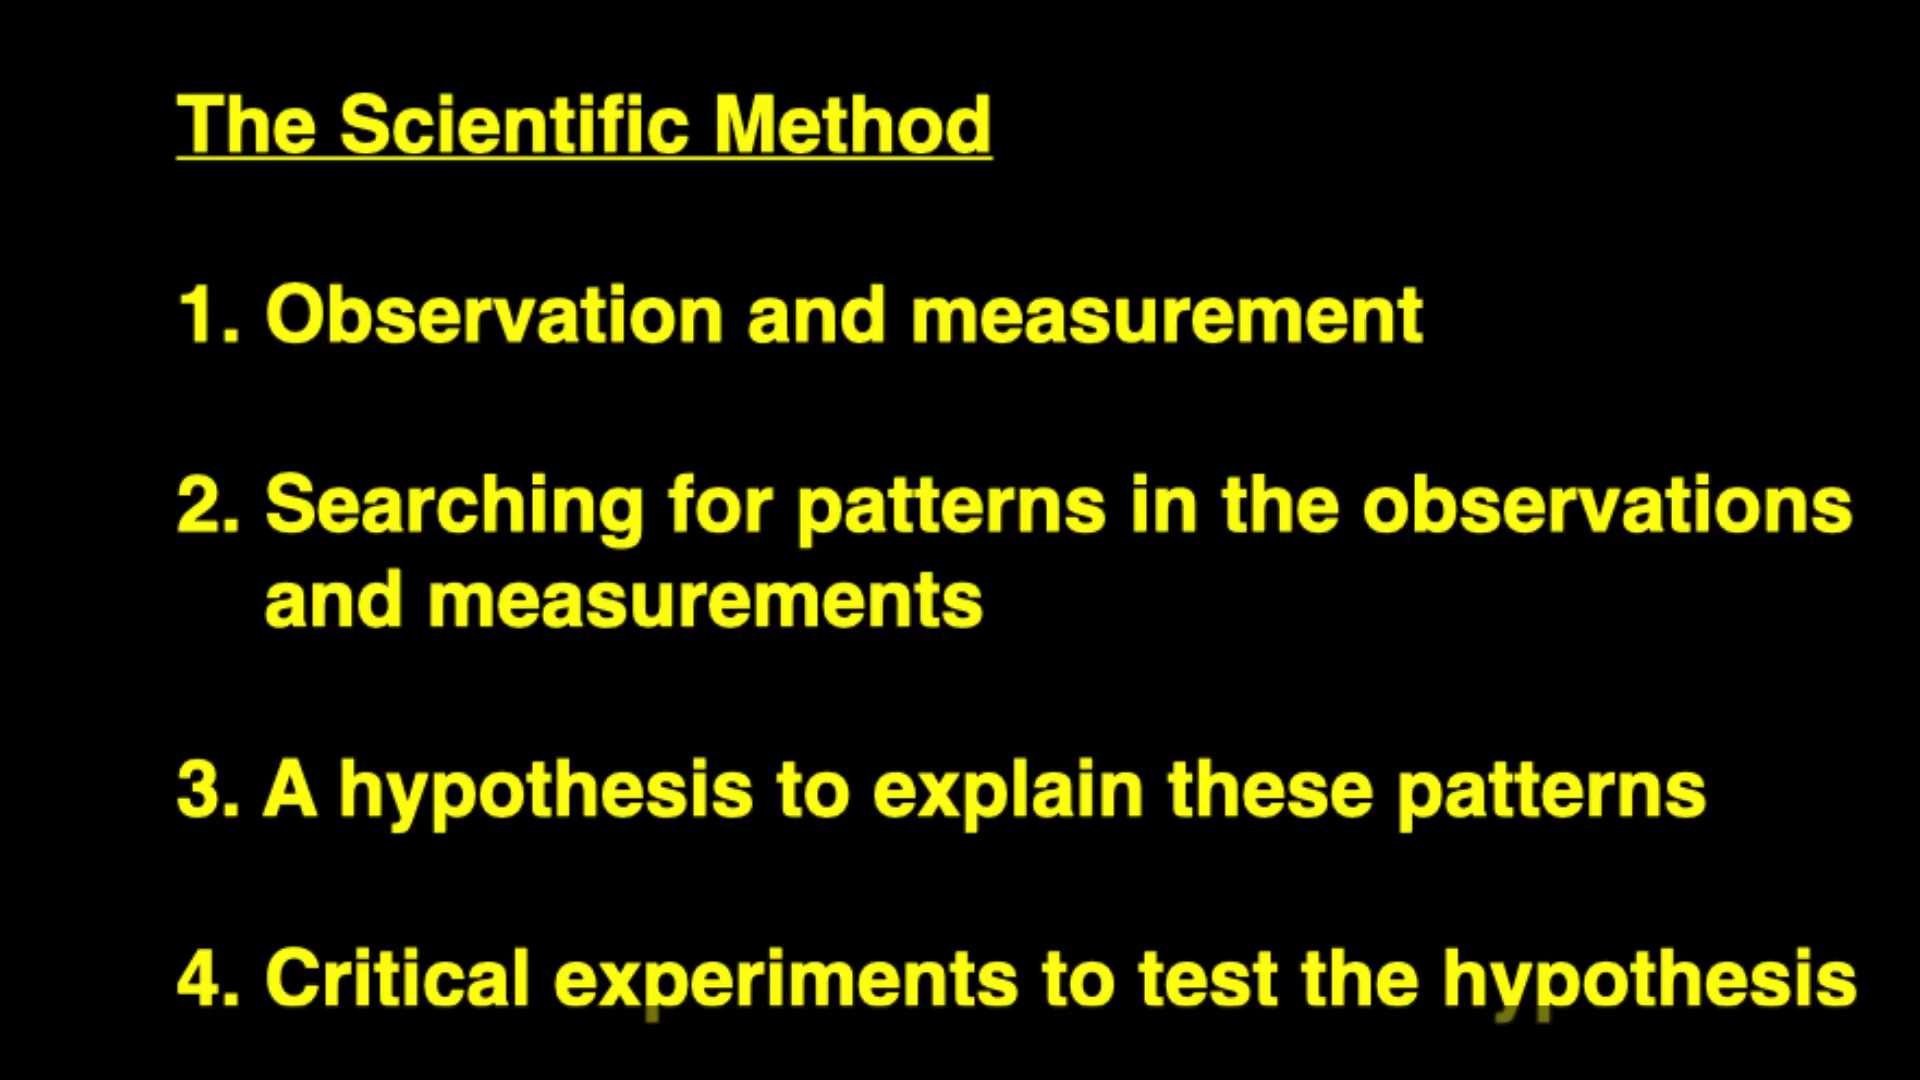 The Scientific Method
1. Observation and measurement
2. Searching for patterns in the observations
and measurements
3. A hypothesis to explain these patterns
4. Critical experiments to test the hypothesis